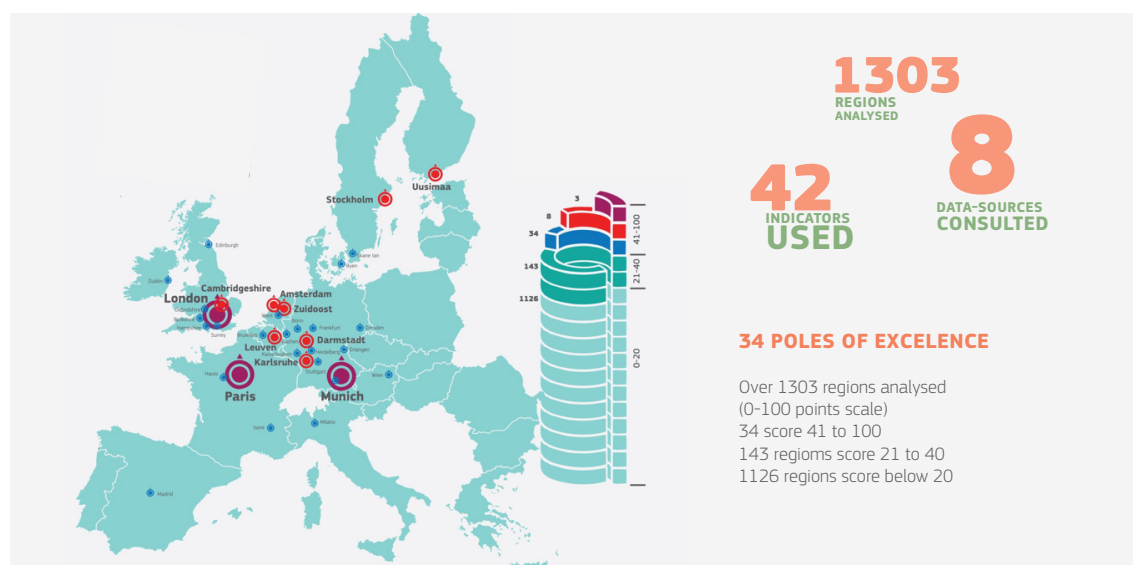 1303
REGIONS
ANALYSED
8
DATA-SOURCES
CONSULTED
42
INDICATORS
USED
34 POLES OF EXCELENCE
Over 1303 regions analysed
(0-100 points scale)
34 score 41 to 100
143 regioms score 21 to 40
1126 regions score below 20
3
8
34
143
1126
41-100
21-40
0-20
Uusimaa
Stockholm
Edinburgh
Dublin
Cambridgeshire
London
Surrey
Amsterdam
Zuidoost
Bonn
Frankfurt
Dresden
Leuven
Darmstadt
Heidelberg
Erlangen
Karlsruhe
Stuttgart
Paris
Munich
Wien
Milano
Isere
Madrid